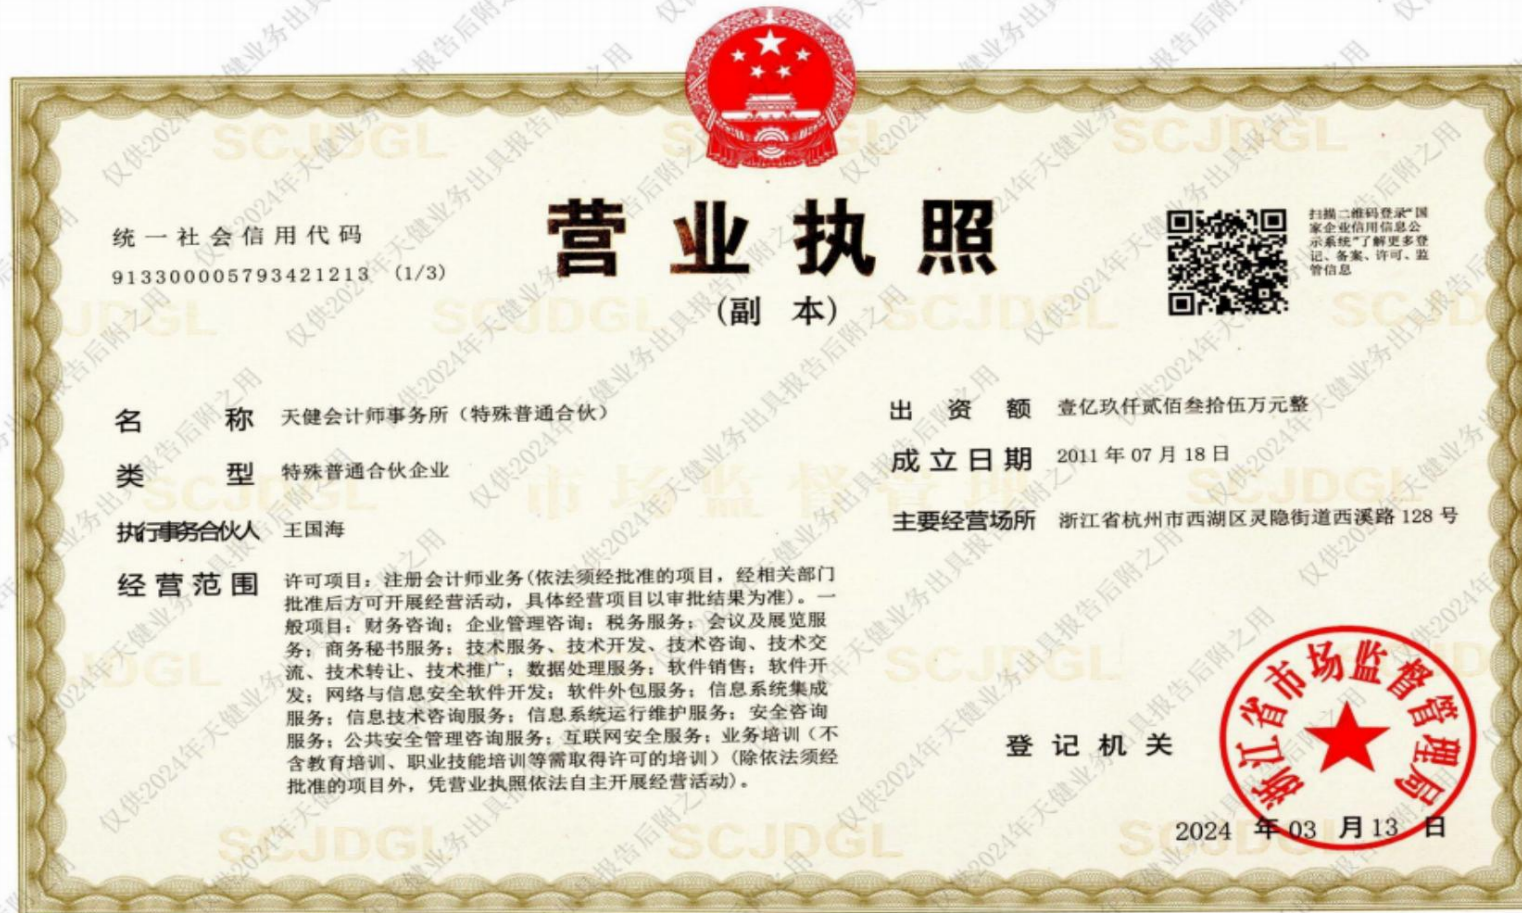 营业执照
(副 本)
统一社会信用代码
913300005793421213 (1/3)
扫描二维码登录“国
家企业信用信息公
示系统”了解更多登
记、备案、许可、监
管信息
名 称 天健会计师事务所（特殊普通合伙）
类 型 特殊普通合伙企业
执行事务合伙人 王国海
经营范围 许可项目：注册会计师业务(依法须经批准的项目，经相关部门
批准后方可开展经营活动，具体经营项目以审批结果为准)。一
般项目：财务咨询；企业管理咨询；税务服务；会议及展览服
务；商务秘书服务；技术服务、技术开发、技术咨询、技术交
流、技术转让、技术推广；数据处理服务；软件销售；软件开
发；网络与信息安全软件开发；软件外包服务；信息系统集成
服务；信息技术咨询服务；信息系统运行维护服务；安全咨询
服务；公共安全管理咨询服务；互联网安全服务；业务培训（不
含教育培训、职业技能培训等需取得许可的培训）(除依法须经
批准的项目外，凭营业执照依法自主开展经营活动)。
出 资 额 壹亿玖仟贰佰叁拾伍万元整
成立日期 2011 年 07 月 18 日
主要经营场所 浙江省杭州市西湖区灵隐街道西溪路 128 号
登记机关
浙江省市场监督管理局
2024 年 03 月 13 日
SCJDGL
市场监督管理
仅供2024年天健业务出具报告后附之用